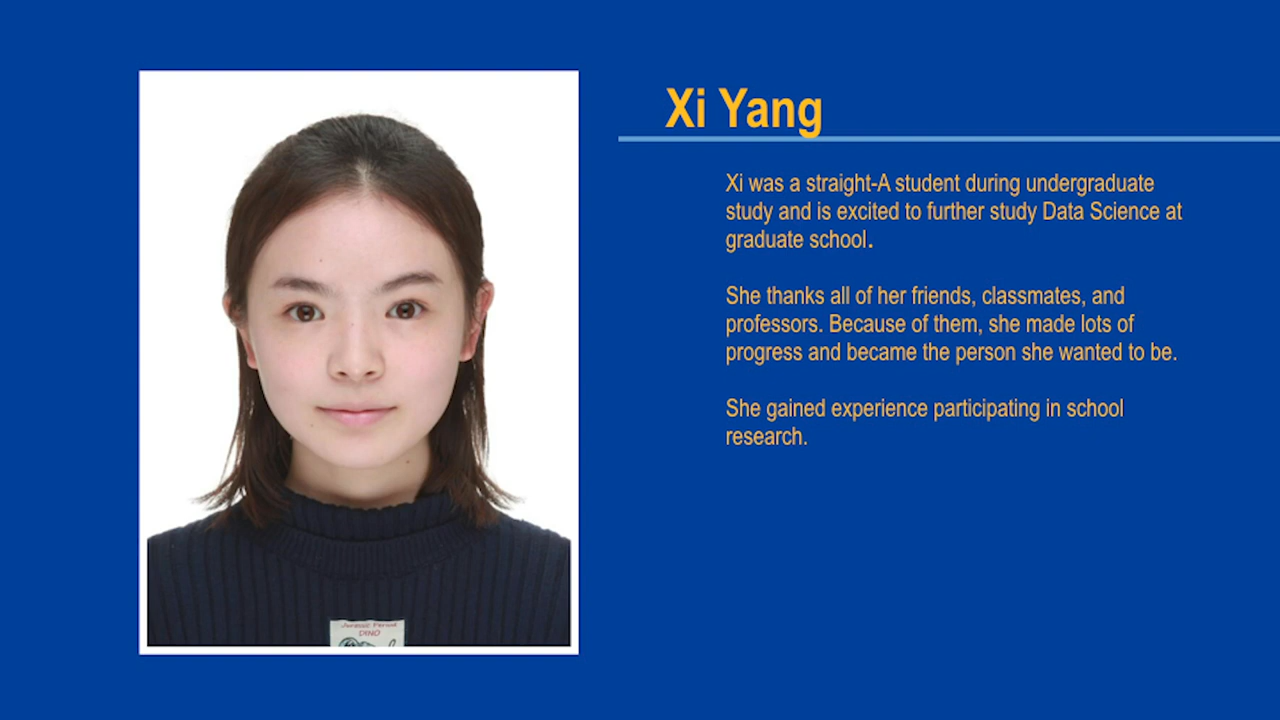 Xi Yang
Xi was a straight-A student during undergraduate
study and is excited to further study Data Science at
graduate school.
She thanks all of her friends, classmates, and
professors. Because of them, she made lots of
progress and became the person she wanted to be.
She gained experience participating in school
research.
Jurassic Period
DINO